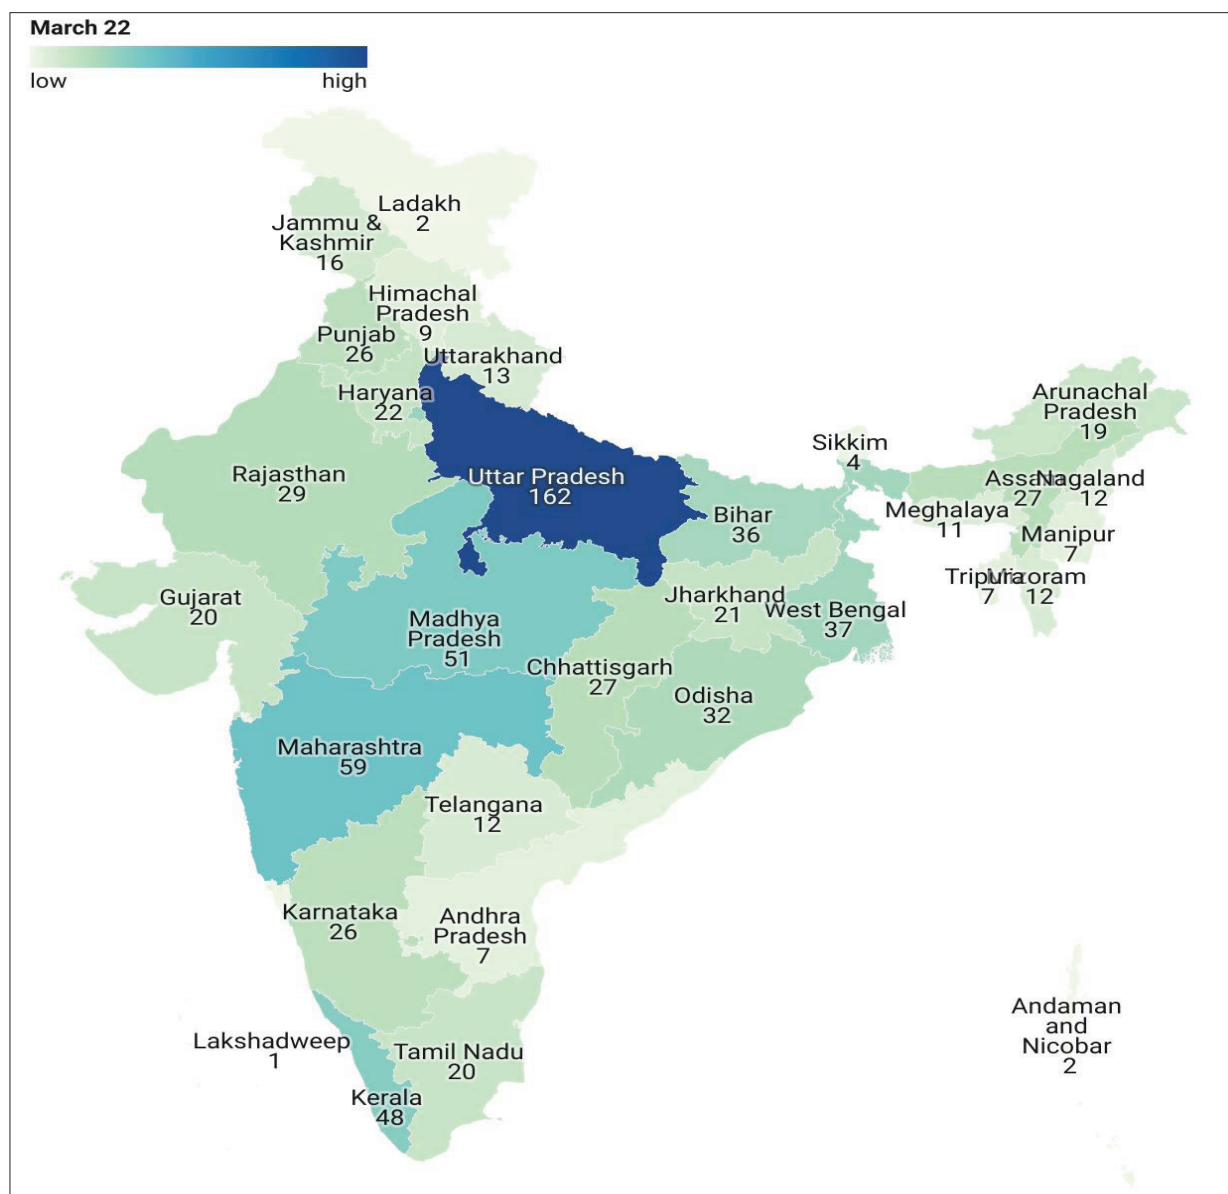 March 22
low high
Ladakh
2
Jammu &
Kashmir
16
Himachal
Pradesh
9
Punjab
26
Uttarakhand
13
Haryana
22
Arunachal
Pradesh
19
Sikkim
4
Rajasthan
29
Uttar Pradesh
162
Assam
27
Nagaland
12
Bihar
36
Meghalaya
11
Manipur
7
Tripura
7
Mizoram
12
Gujarat
20
Jharkhand
21
West Bengal
37
Madhya
Pradesh
51
Chhattisgarh
27
Odisha
32
Maharashtra
59
Telangana
12
Karnataka
26
Andhra
Pradesh
7
Lakshadweep
1
Tamil Nadu
20
Kerala
48
Andaman
and
Nicobar
2